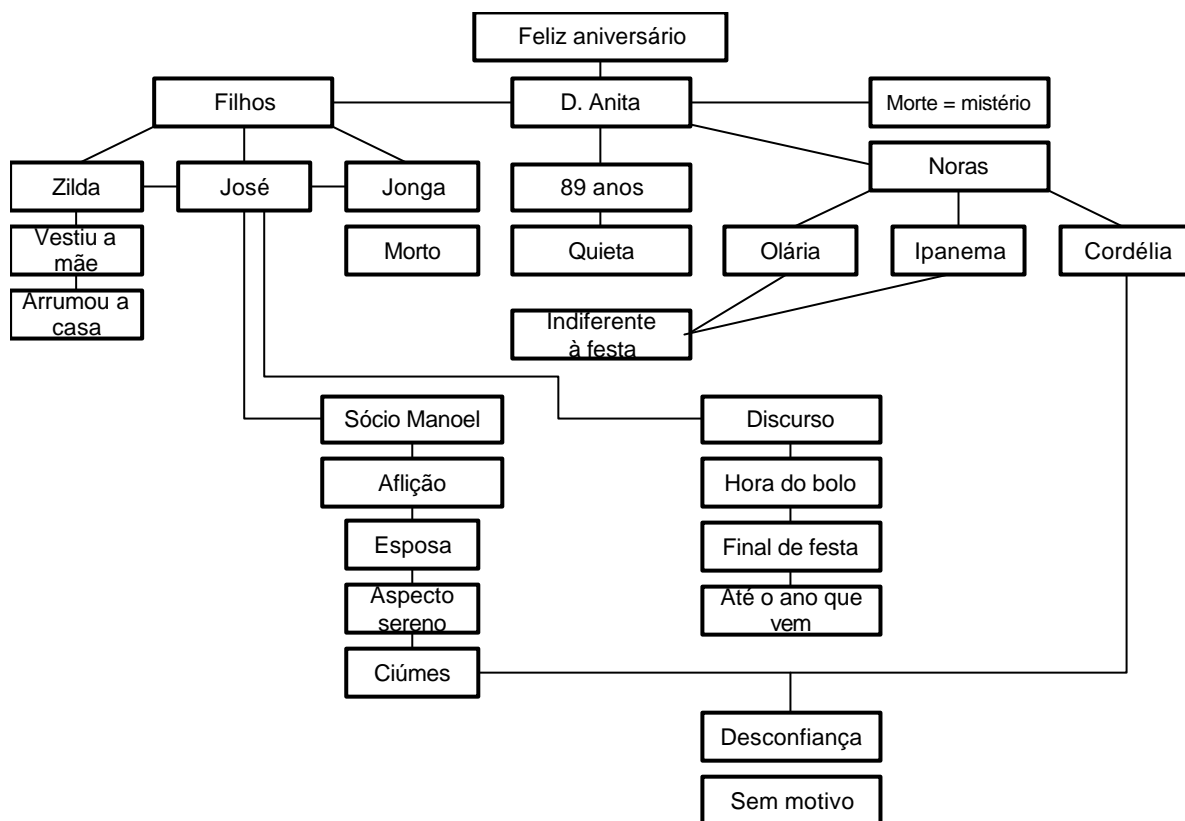 Feliz aniversário
Filhos
D. Anita
Morte = mistério
Zilda
José
Jonga
89 anos
Noras
Vestiu a
mãe
Morto
Quieta
Olária
Ipanema
Cordélia
Arrumou a
casa
Indiferente
à festa
Sócio Manoel
Discurso
Aflição
Hora do bolo
Esposa
Final de festa
Aspecto
sereno
Até o ano que
vem
Ciúmes
Desconfiança
Sem motivo